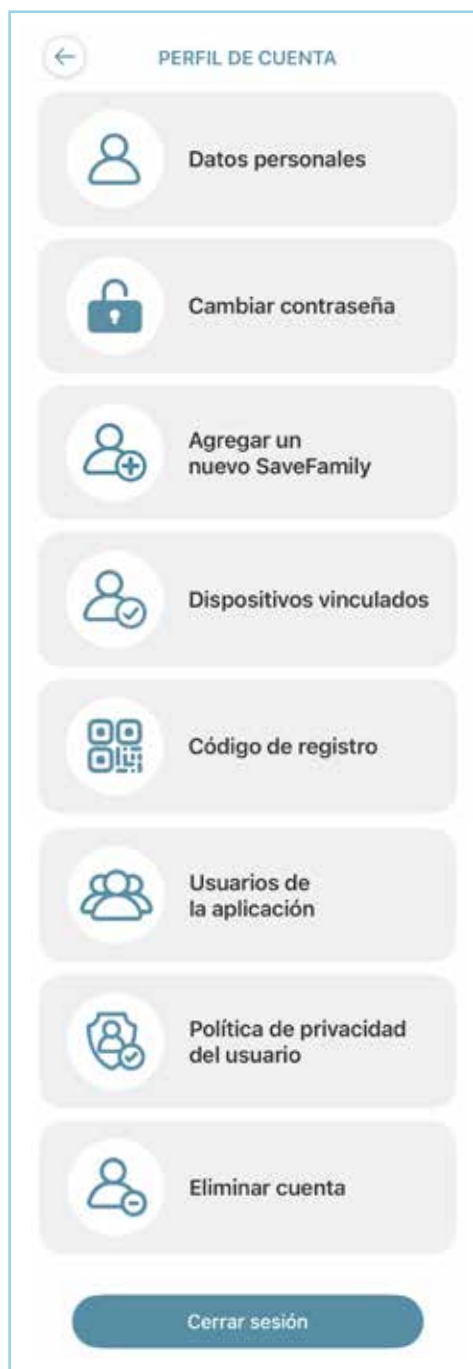 PERFIL DE CUENTA
Datos personales
Cambiar contraseña
Agregar un
nuevo SaveFamily
Dispositivos vinculados
Código de registro
Usuarios de
la aplicación
Política de privacidad
del usuario
Eliminar cuenta
Cerrar sesión